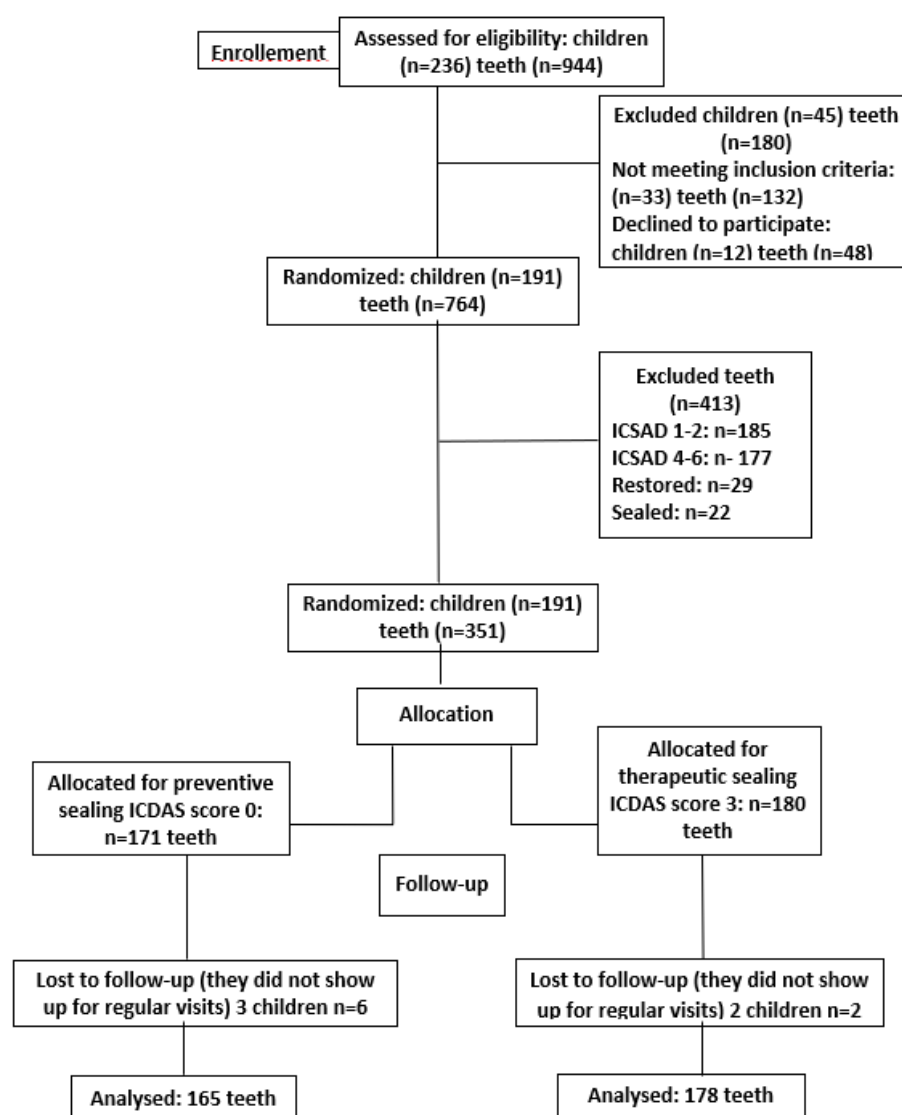 Enrollement
Assessed for eligibility: children
(n=236) teeth (n=944)
Excluded children (n=45) teeth
(n=180)
Not meeting inclusion criteria:
(n=33) teeth (n=132)
Declined to participate:
children (n=12) teeth (n=48)
Randomized: children (n=191)
teeth (n=764)
Excluded teeth
(n=413)
ICSAD 1-2: n=185
ICSAD 4-6: n- 177
Restored: n=29
Sealed: n=22
Randomized: children (n=191)
teeth (n=351)
Allocation
Allocated for preventive
sealing ICDAS score 0:
n=171 teeth
Allocated for
therapeutic sealing
ICDAS score 3: n=180
teeth
Follow-up
Lost to follow-up (they did not show
up for regular visits) 3 children n=6
Lost to follow-up (they did not show
up for regular visits) 2 children n=2
Analysed: 165 teeth
Analysed: 178 teeth